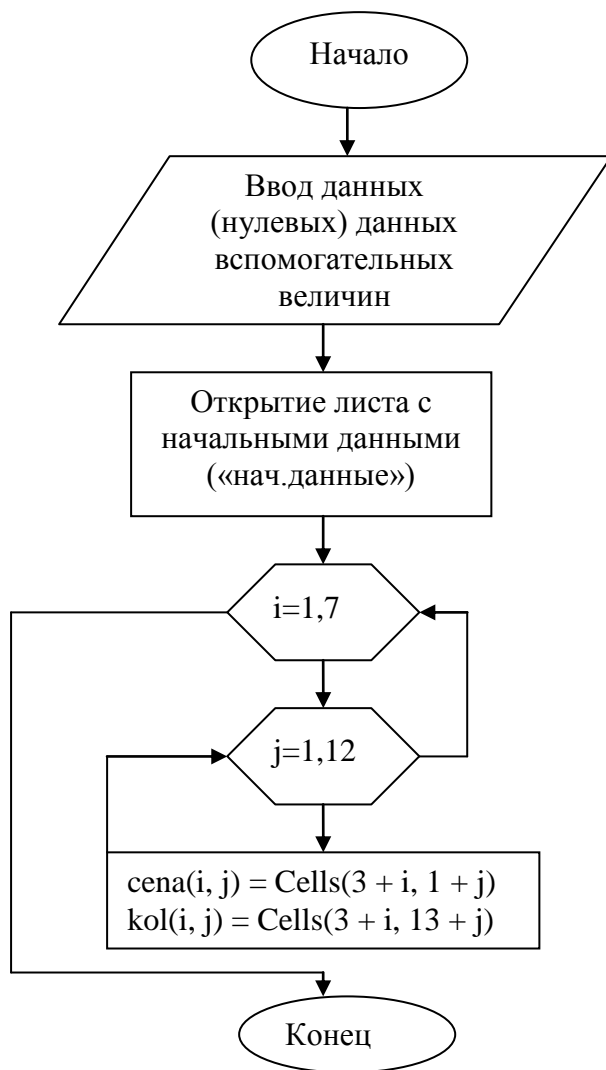 Начало
Ввод данных
(нулевых) данных
вспомогательных
величин
Открытие листа с
начальными данными
(«нач.данные»)
i=1,7
j=1,12
cena(i, j) = Cells(3 + i, 1 + j)
kol(i, j) = Cells(3 + i, 13 + j)
Конец